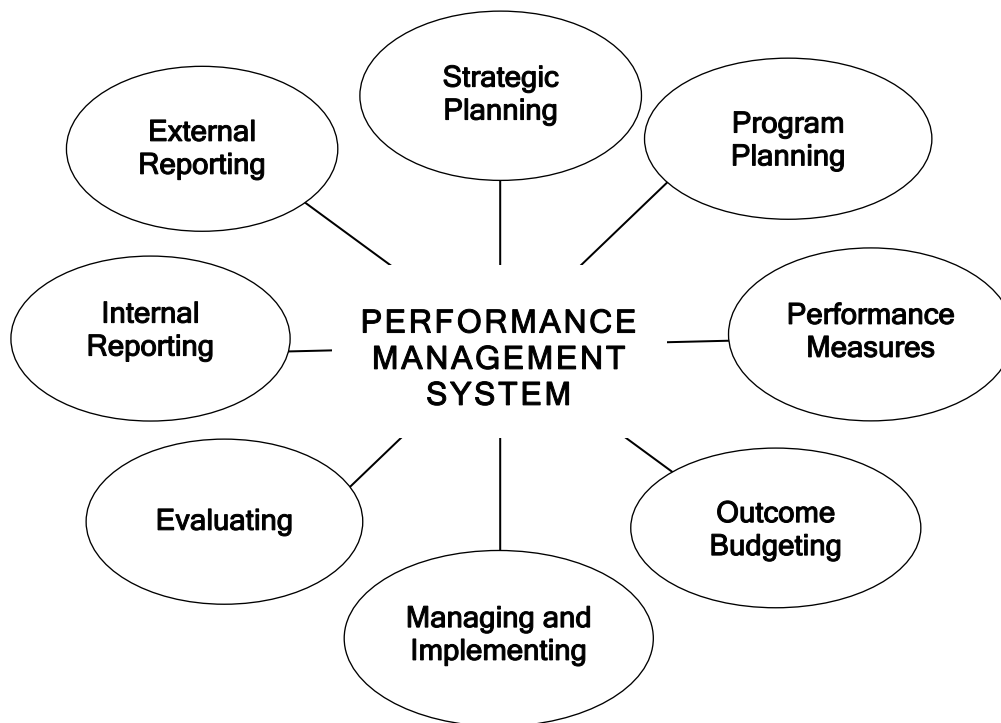 Strategic
Planning
Program
Planning
Performance
Measures
Outcome
Budgeting
Managing and
Implementing
Evaluating
Internal
Reporting
External
Reporting
PERFORMANCE
MANAGEMENT
SYSTEM